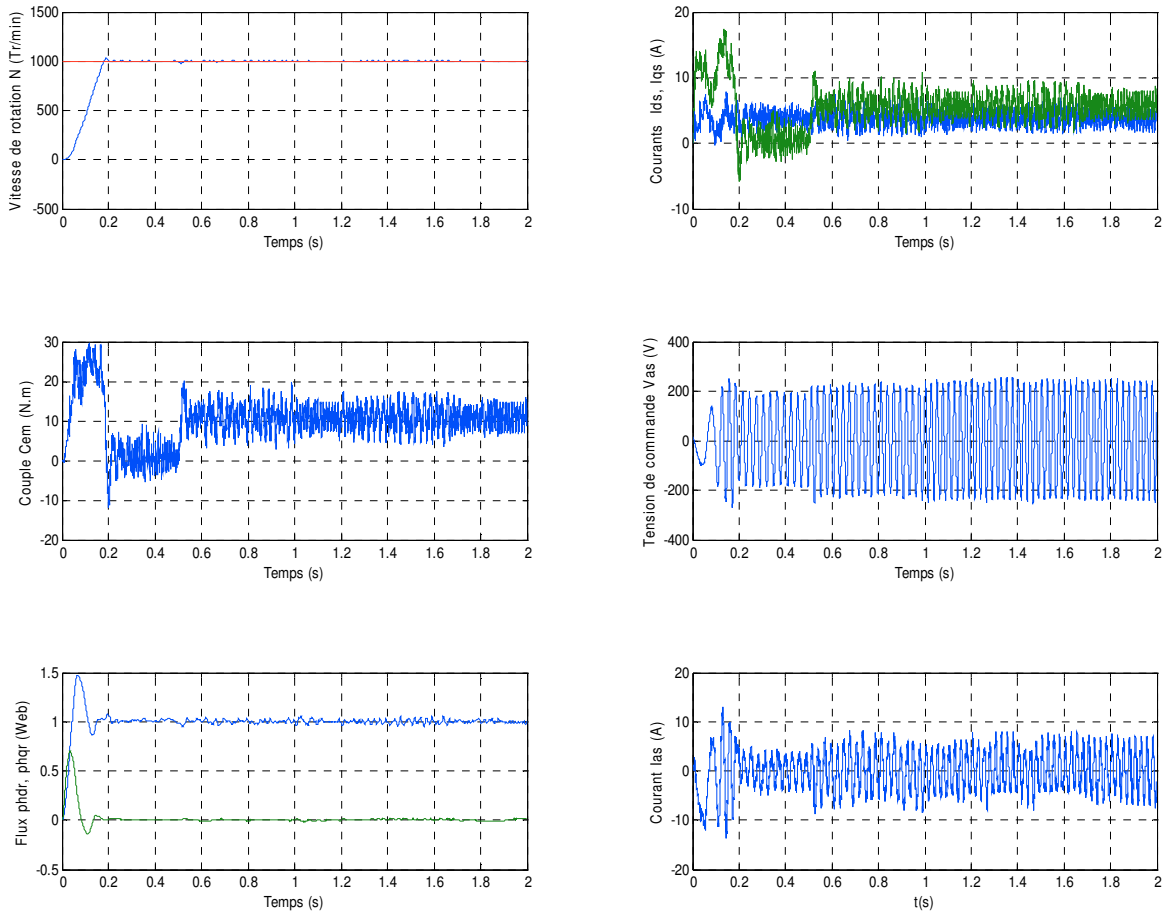 Vitesse de rotation N (Tr/min)
1500
1000
500
0
-500
0 0.2 0.4 0.6 0.8 1 1.2 1.4 1.6 1.8 2
Temps (s)
Courants Ids, Iqs (A)
20
10
0
-10
0 0.2 0.4 0.6 0.8 1 1.2 1.4 1.6 1.8 2
Temps (s)
Couple Cem (N.m)
30
20
10
0
-10
-20
0 0.2 0.4 0.6 0.8 1 1.2 1.4 1.6 1.8 2
Temps (s)
Tension de commande Vas (V)
400
200
0
-200
-400
0 0.2 0.4 0.6 0.8 1 1.2 1.4 1.6 1.8 2
Temps (s)
Flux phdr, phqr (Web)
1.5
1
0.5
0
-0.5
0 0.2 0.4 0.6 0.8 1 1.2 1.4 1.6 1.8 2
Temps (s)
Courant Ias (A)
20
10
0
-10
-20
0 0.2 0.4 0.6 0.8 1 1.2 1.4 1.6 1.8 2
t(s)